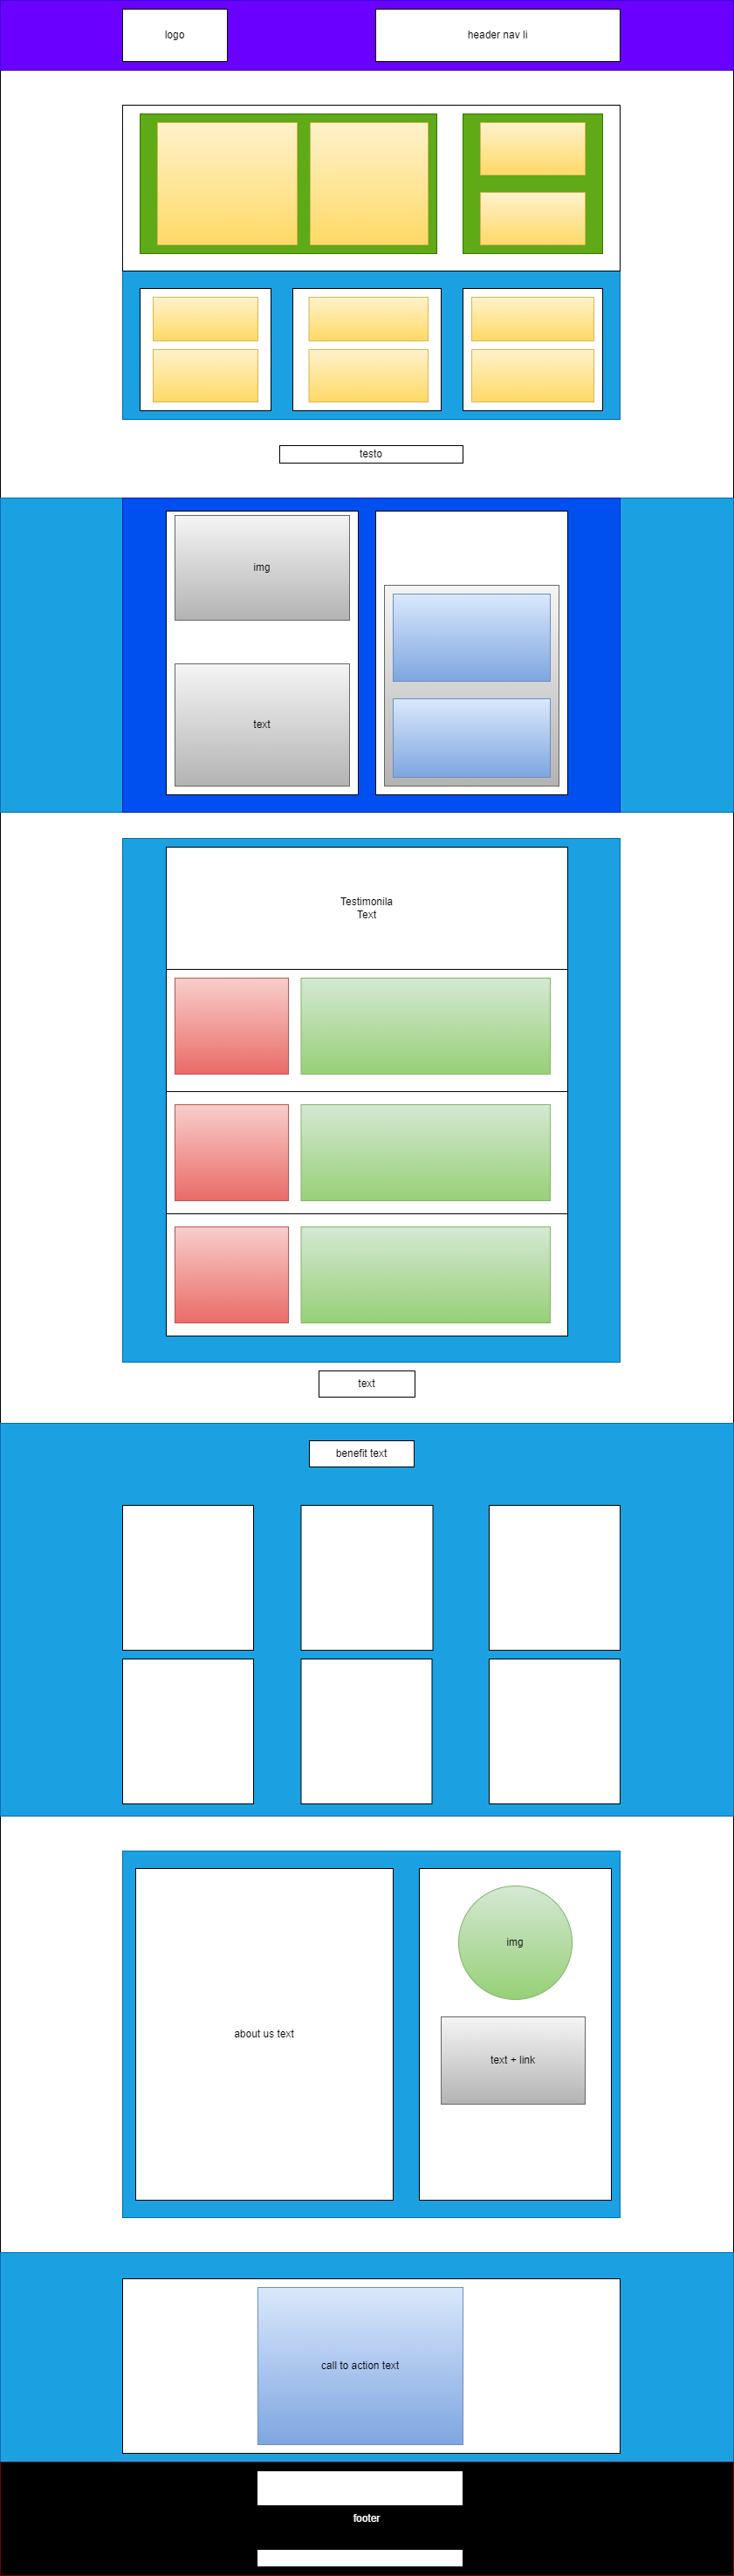 logo
header nav li
testo
img
text
Testimonila
Text
text
benefit text
about us text
img
text + link
call to action text
footer